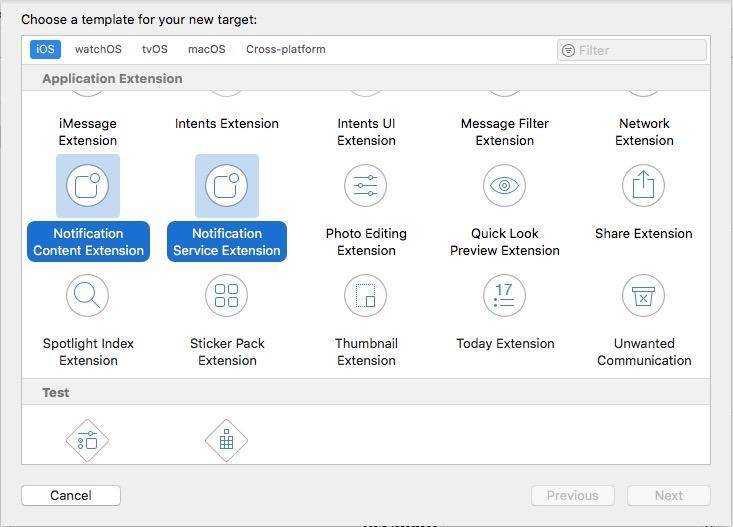 Choose a template for your new target:
iOS watchOS tvOS macOS Cross-platform
Filter
Application Extension
iMessage
Extension
Intents Extension
Intents UI
Extension
Message Filter
Extension
Network
Extension
Notification
Content Extension
Notification
Service Extension
Photo Editing
Extension
Quick Look
Preview Extension
Share Extension
Spotlight Index
Extension
Sticker Pack
Extension
Thumbnail
Extension
17
Today Extension
Unwanted
Communication
Test
Cancel
Previous
Next